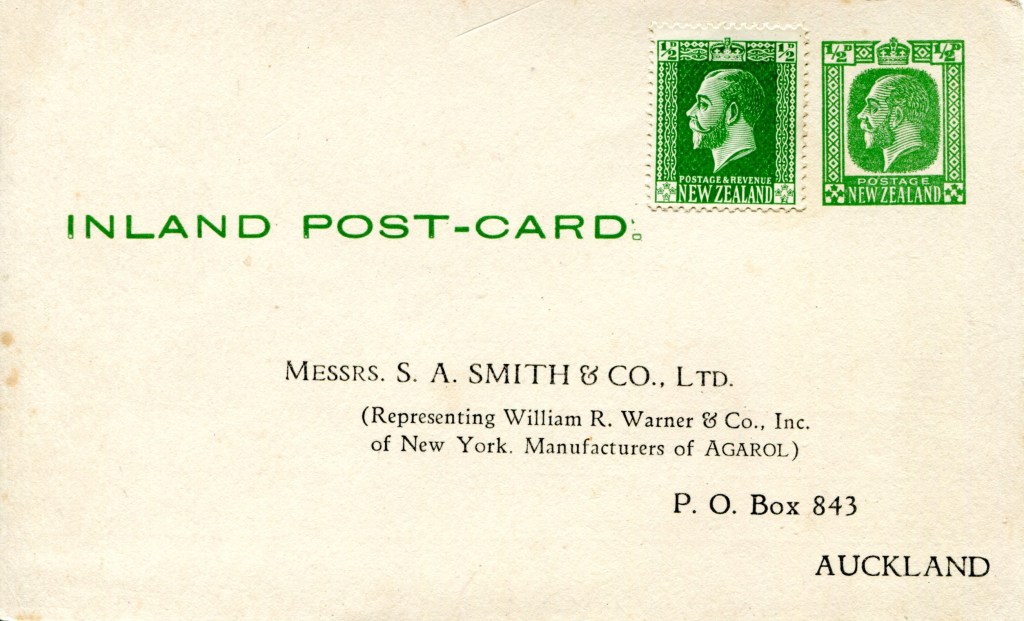 ½D ½D
POSTAGE & REVENUE
NEW ZEALAND
½D ½D
POSTAGE
NEW ZEALAND
INLAND POST-CARD.
MESSRS. S. A. SMITH & CO., LTD.
(Representing William R. Warner & Co., Inc.
of New York. Manufacturers of AGAROL)
P. O. Box 843
AUCKLAND